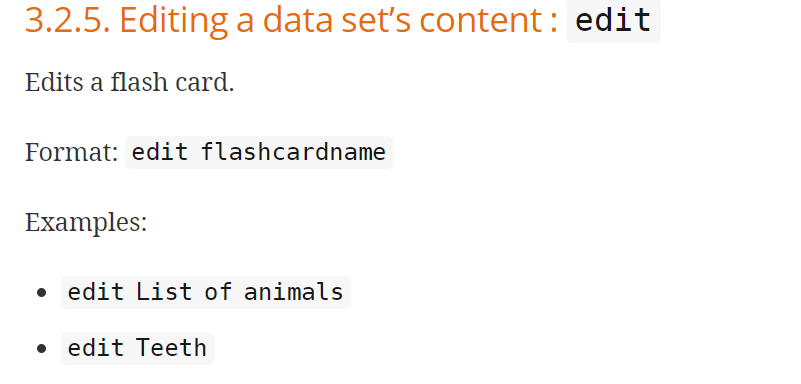 3.2.5. Editing a data set’s content : edit
Edits a flash card.
Format: edit flashcardname
Examples:
• edit List of animals
• edit Teeth